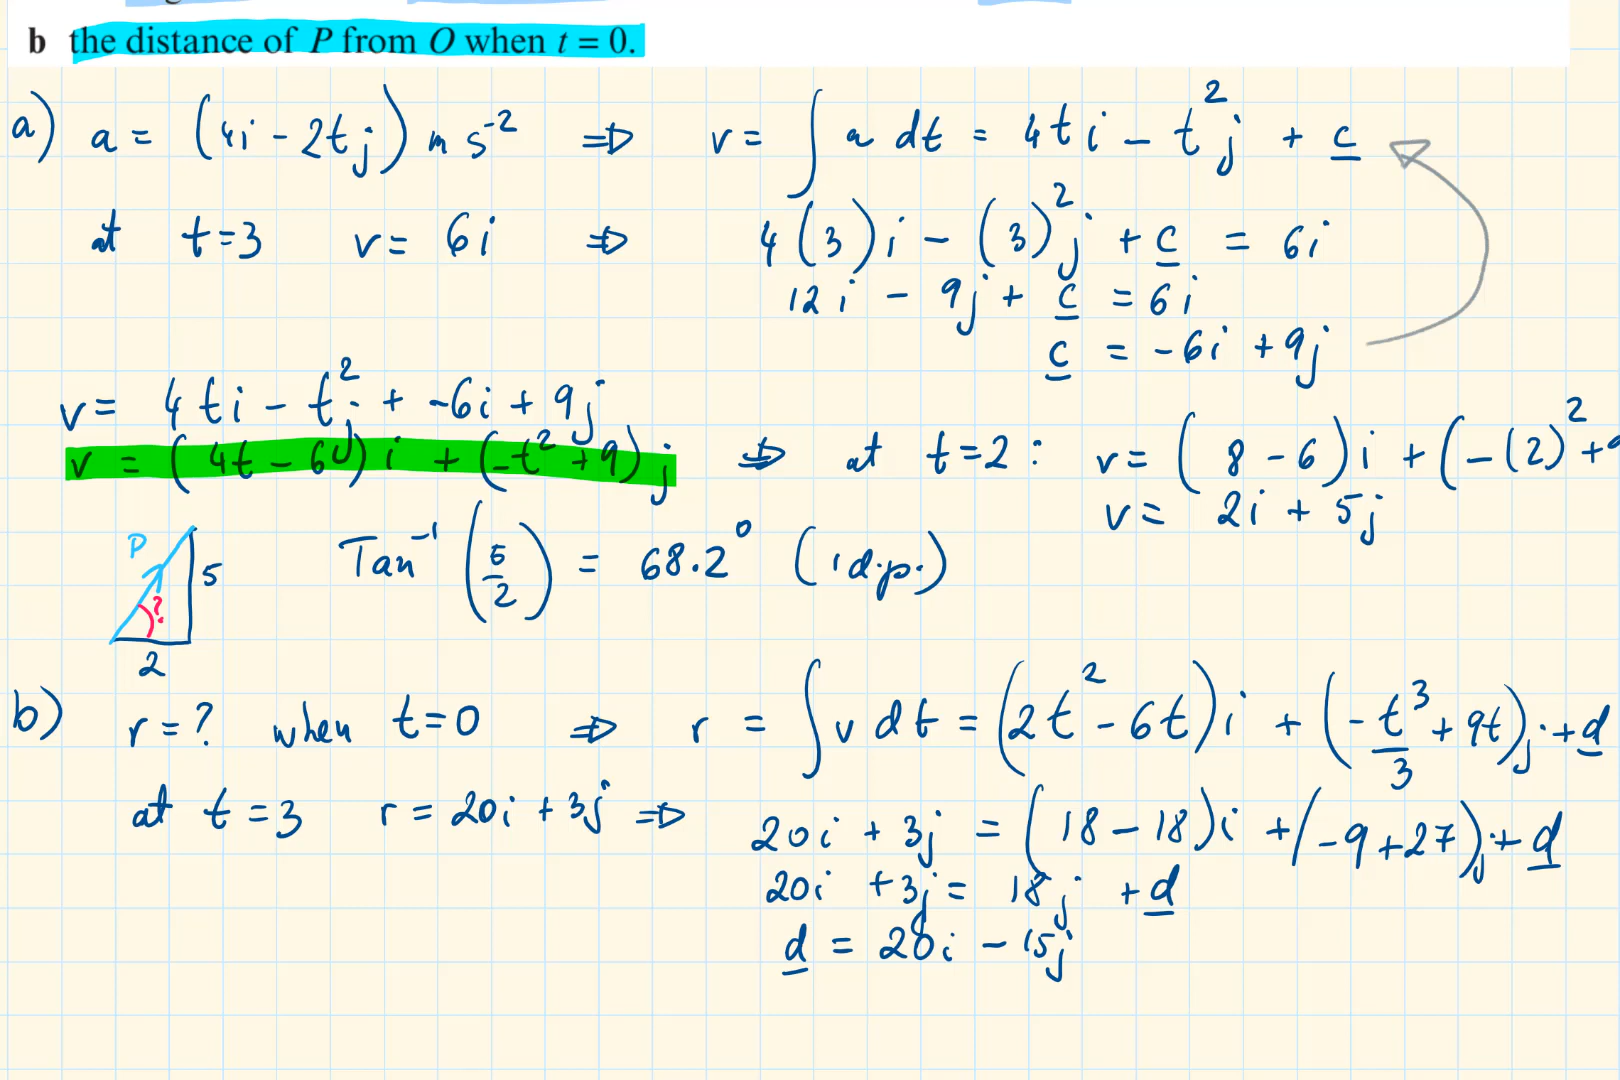 b the distance of P from O when t = 0.
a) a = (4i - 2tj) m s⁻² ⇒ v = ∫ a dt = 4ti - t²j + c
at t=3 v = 6i ⇒ 4(3)i - (3)²j + c = 6i
12i - 9j + c = 6i
c = -6i + 9j
v = 4ti - t²j + -6i + 9j
v = (4t - 6)i + (-t² + 9)j ⇒ at t=2: v = (8 - 6)i + (-(2)² +
v = 2i + 5j
P 5 ? 2
Tan⁻¹(5/2) = 68.2° (1 d.p.)
b) r = ? when t=0 ⇒ r = ∫ v dt = (2t² - 6t)i + (-t³/3 + 9t)j + d
at t=3 r = 20i + 3j ⇒ 20i + 3j = (18 - 18)i + (-9 + 27)j + d
20i + 3j = 18j + d
d = 20i - 15j